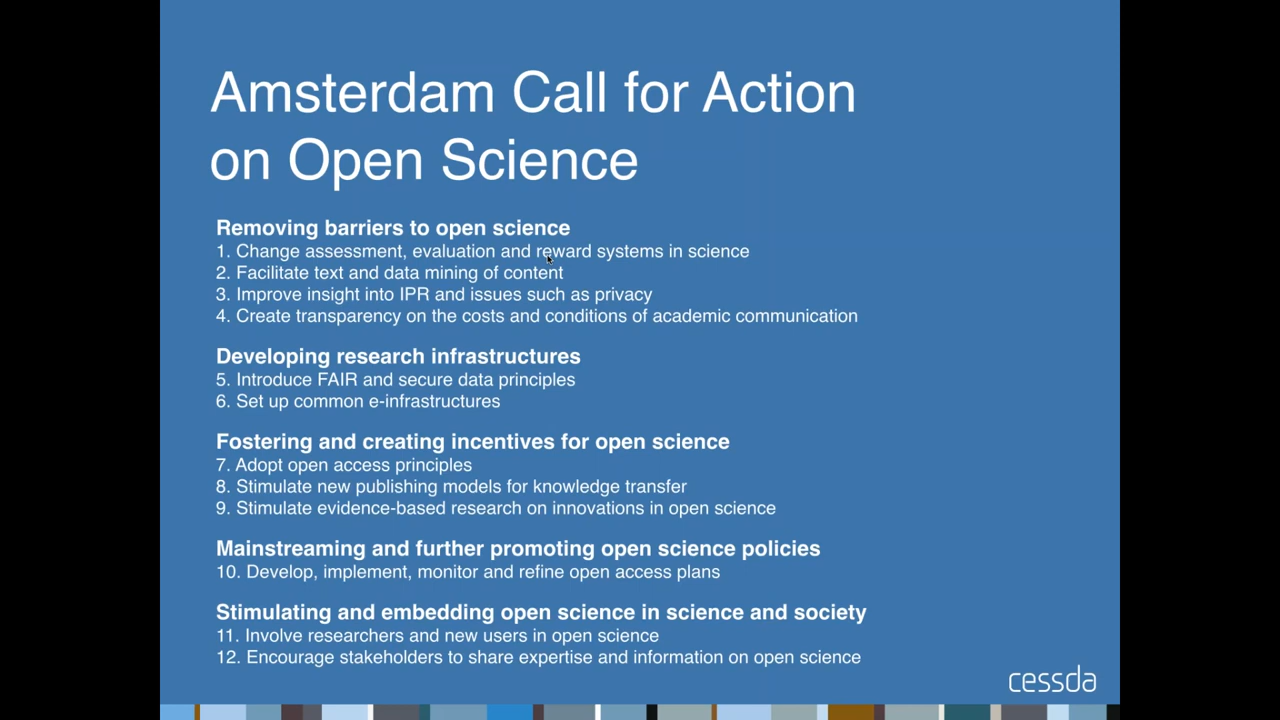 Amsterdam Call for Action
on Open Science
Removing barriers to open science
1. Change assessment, evaluation and reward systems in science
2. Facilitate text and data mining of content
3. Improve insight into IPR and issues such as privacy
4. Create transparency on the costs and conditions of academic communication
Developing research infrastructures
5. Introduce FAIR and secure data principles
6. Set up common e-infrastructures
Fostering and creating incentives for open science
7. Adopt open access principles
8. Stimulate new publishing models for knowledge transfer
9. Stimulate evidence-based research on innovations in open science
Mainstreaming and further promoting open science policies
10. Develop, implement, monitor and refine open access plans
Stimulating and embedding open science in science and society
11. Involve researchers and new users in open science
12. Encourage stakeholders to share expertise and information on open science
cessda